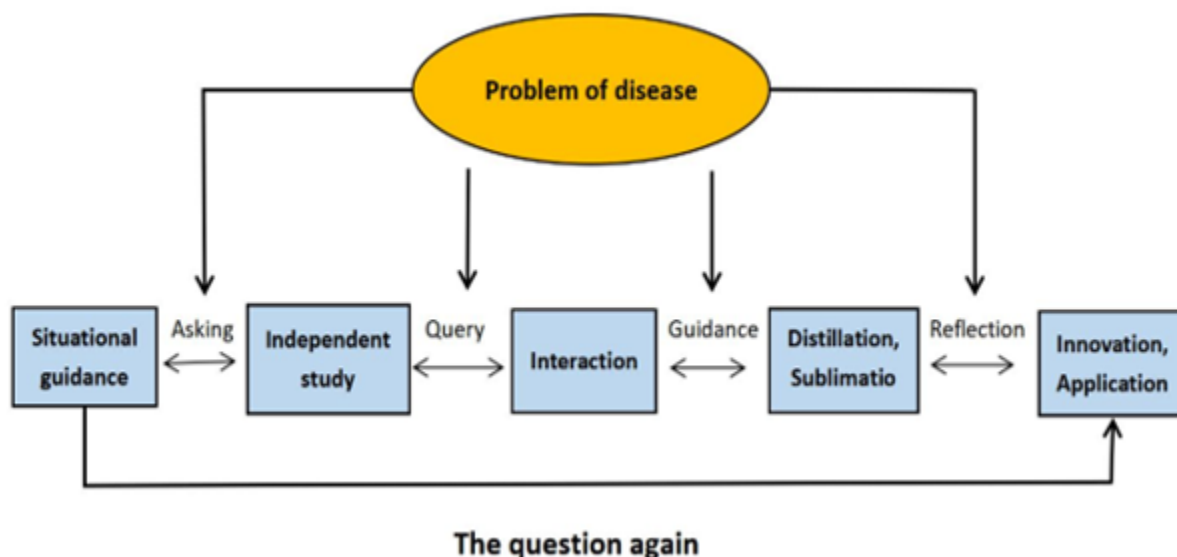 Problem of disease
Situational
guidance
Asking
Independent
study
Query
Interaction
Guidance
Distillation,
Sublimatio
Reflection
Innovation,
Application
The question again